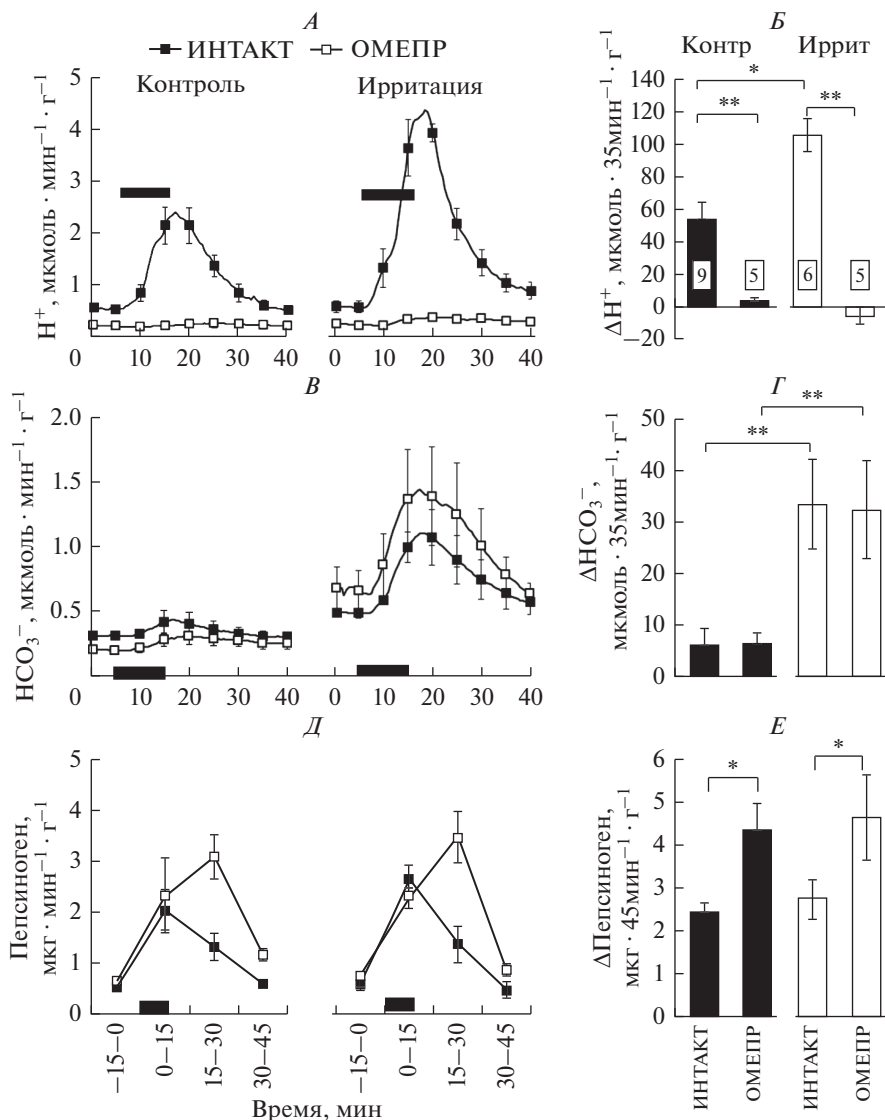 А
Б
ИНТАКТ ОМЕПР
Контроль
Ирритация
H⁺, мкмоль · мин⁻¹ · г⁻¹
5
4
3
2
1
0 10 20 30 40
0 10 20 30 40
Контр Иррит
ΔH⁺, мкмоль · 35мин⁻¹ · г⁻¹
140
120
100
80
60
40
20
0
−20
*
** **
9 5 6 5
В
Г
HCO₃⁻, мкмоль · мин⁻¹ · г⁻¹
2.0
1.5
1.0
0.5
0 10 20 30 40
0 10 20 30 40
ΔHCO₃⁻,
мкмоль · 35мин⁻¹ · г⁻¹
50
40
30
20
10
0
**
**
Д
Е
Пепсиноген,
мкг · мин⁻¹ · г⁻¹
5
4
3
2
1
0
−15−0 0−15 15−30 30−45
−15−0 0−15 15−30 30−45
Время, мин
ΔПепсиноген,
мкг · 45мин⁻¹ · г⁻¹
6
5
4
3
2
1
0
* *
ИНТАКТ ОМЕПР ИНТАКТ ОМЕПР